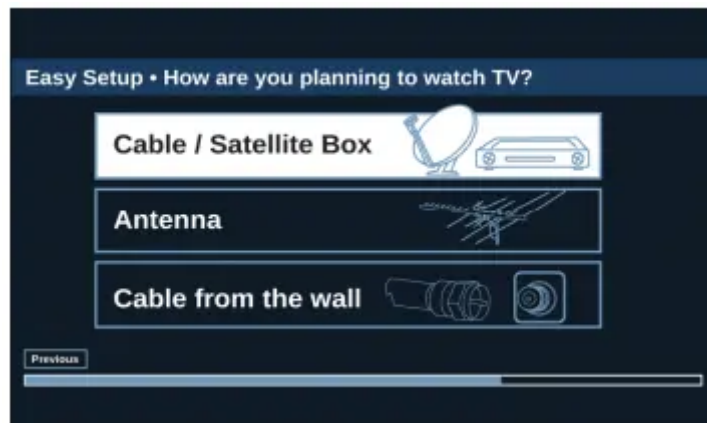 Easy Setup • How are you planning to watch TV?
Cable / Satellite Box
Antenna
Cable from the wall
Previous